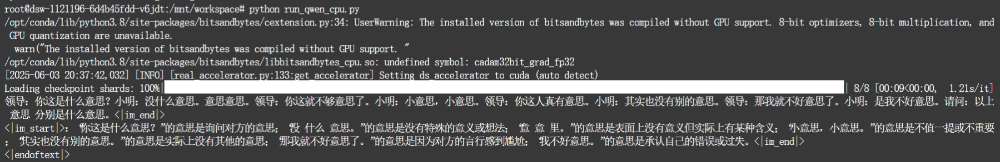 root@dsw-1121196-6d4b45fdd-v6jdt:/mnt/workspace# python run_qwen_cpu.py
/opt/conda/lib/python3.8/site-packages/bitsandbytes/cextension.py:34: UserWarning: The installed version of bitsandbytes was compiled without GPU support. 8-bit optimizers, 8-bit multiplication, and
GPU quantization are unavailable.
warn("The installed version of bitsandbytes was compiled without GPU support. "
/opt/conda/lib/python3.8/site-packages/bitsandbytes/libbitsandbytes_cpu.so: undefined symbol: cadam32bit_grad_fp32
[2025-06-03 20:37:42,032] [INFO] [real_accelerator.py:133:get_accelerator] Setting ds_accelerator to cuda (auto detect)
Loading checkpoint shards: 100%| | 8/8 [00:09<00:00, 1.21s/it]
领导：你这是什么意思？小明：没什么意思。意思意思。领导：你这就不够意思了。小明：小意思，小意思。领导：你这人真有意思。小明：其实也没有别的意思。领导：那我就不好意思了。小明：是我不好意思。请问：以上
意思 分别是什么意思。<|im_end|>
<|im_start|>：“你这是什么意思？”的意思是询问对方的意思；“没 什么 意思。”的意思是没有特殊的意义或想法；“意 意 里。”的意思是表面上没有意义但实际上有某种含义；“小意思，小意思。”的意思是不值一提或不重要
；“其实也没有别的意思。”的意思是实际上没有其他的意思；“那我就不好意思了。”的意思是因为对方的言行感到尴尬；“我不好意思。”的意思是承认自己的错误或过失。<|im_end|>
<|endoftext|>